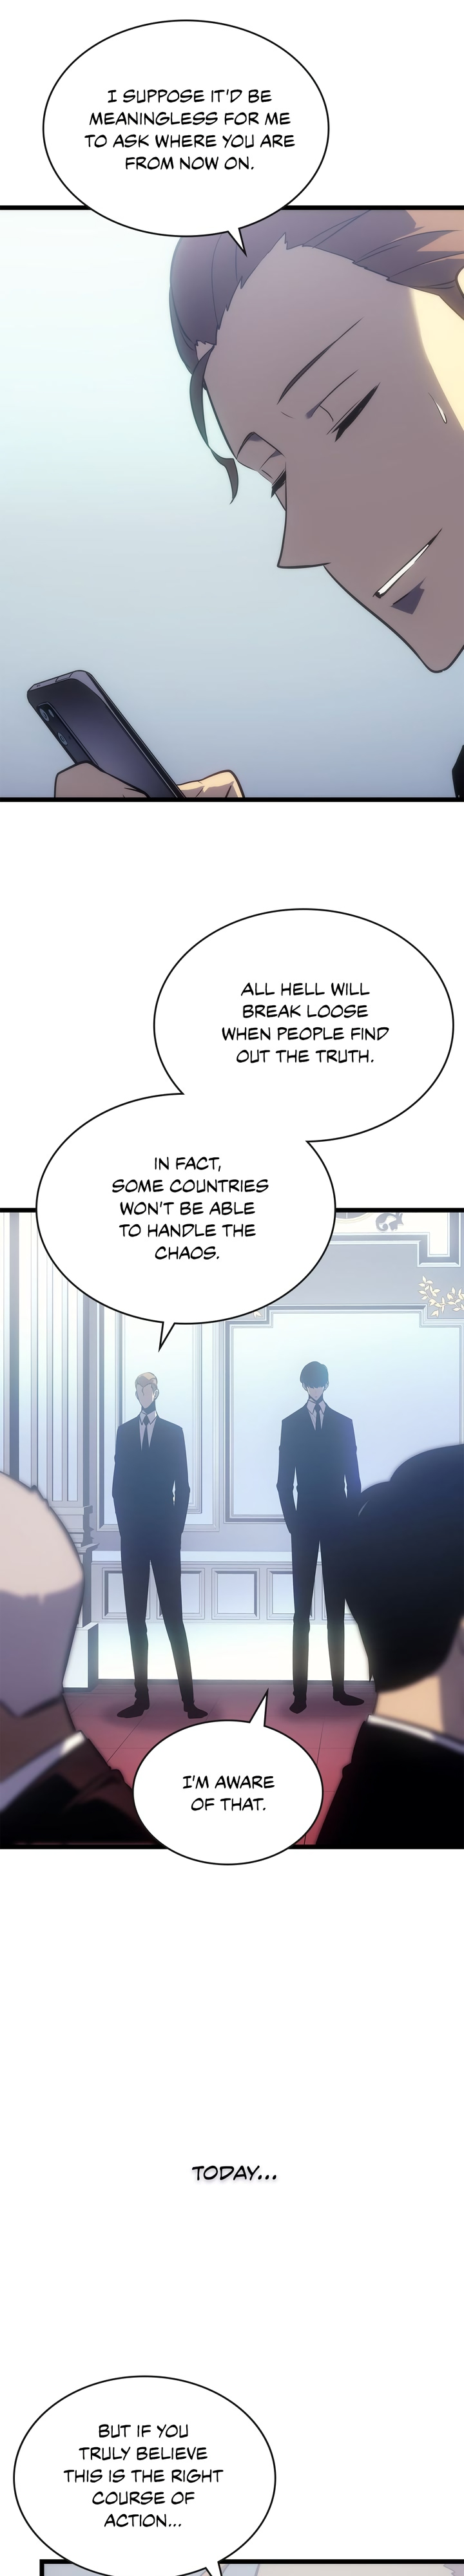 I SUPPOSE IT'D BE
MEANINGLESS FOR ME
TO ASK WHERE YOU ARE
FROM NOW ON.
ALL HELL WILL
BREAK LOOSE
WHEN PEOPLE FIND
OUT THE TRUTH.
IN FACT,
SOME COUNTRIES
WON'T BE ABLE
TO HANDLE THE
CHAOS.
I'M AWARE
OF THAT.
TODAY...
BUT IF YOU
TRULY BELIEVE
THIS IS THE RIGHT
COURSE OF
ACTION...